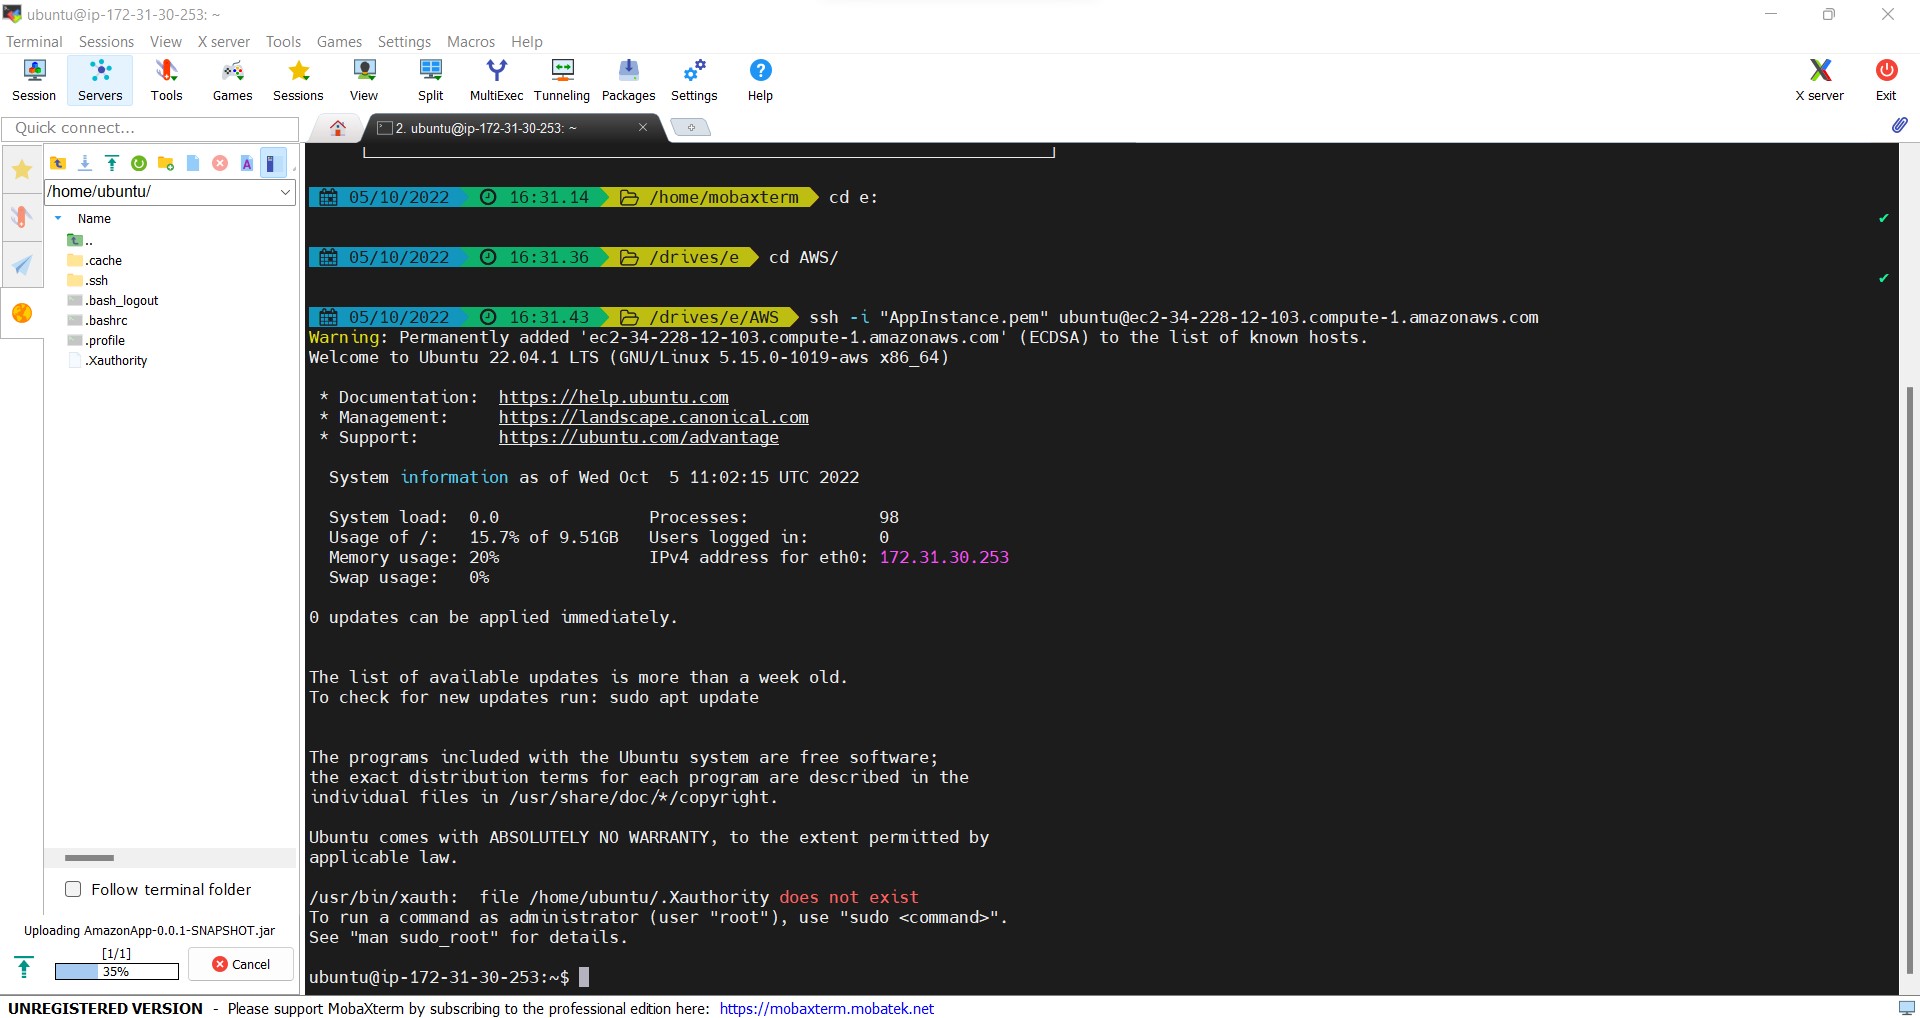 ubuntu@ip-172-31-30-253: ~
Terminal Sessions View X server Tools Games Settings Macros Help
Session Servers Tools Games Sessions View Split MultiExec Tunneling Packages Settings Help X server Exit
Quick connect...
2. ubuntu@ip-172-31-30-253: ~
/home/ubuntu/
Name
..
.cache
.ssh
.bash_logout
.bashrc
.profile
.Xauthority
Follow terminal folder
Uploading AmazonApp-0.0.1-SNAPSHOT.jar
[1/1]
35%
Cancel
05/10/2022 16:31.14 /home/mobaxterm cd e:
05/10/2022 16:31.36 /drives/e cd AWS/
05/10/2022 16:31.43 /drives/e/AWS ssh -i "AppInstance.pem" ubuntu@ec2-34-228-12-103.compute-1.amazonaws.com
Warning: Permanently added 'ec2-34-228-12-103.compute-1.amazonaws.com' (ECDSA) to the list of known hosts.
Welcome to Ubuntu 22.04.1 LTS (GNU/Linux 5.15.0-1019-aws x86_64)
* Documentation: https://help.ubuntu.com
* Management: https://landscape.canonical.com
* Support: https://ubuntu.com/advantage
System information as of Wed Oct 5 11:02:15 UTC 2022
System load: 0.0 Processes: 98
Usage of /: 15.7% of 9.51GB Users logged in: 0
Memory usage: 20% IPv4 address for eth0: 172.31.30.253
Swap usage: 0%
0 updates can be applied immediately.
The list of available updates is more than a week old.
To check for new updates run: sudo apt update
The programs included with the Ubuntu system are free software;
the exact distribution terms for each program are described in the
individual files in /usr/share/doc/*/copyright.
Ubuntu comes with ABSOLUTELY NO WARRANTY, to the extent permitted by
applicable law.
/usr/bin/xauth: file /home/ubuntu/.Xauthority does not exist
To run a command as administrator (user "root"), use "sudo <command>".
See "man sudo_root" for details.
ubuntu@ip-172-31-30-253:~$
UNREGISTERED VERSION - Please support MobaXterm by subscribing to the professional edition here: https://mobaxterm.mobatek.net